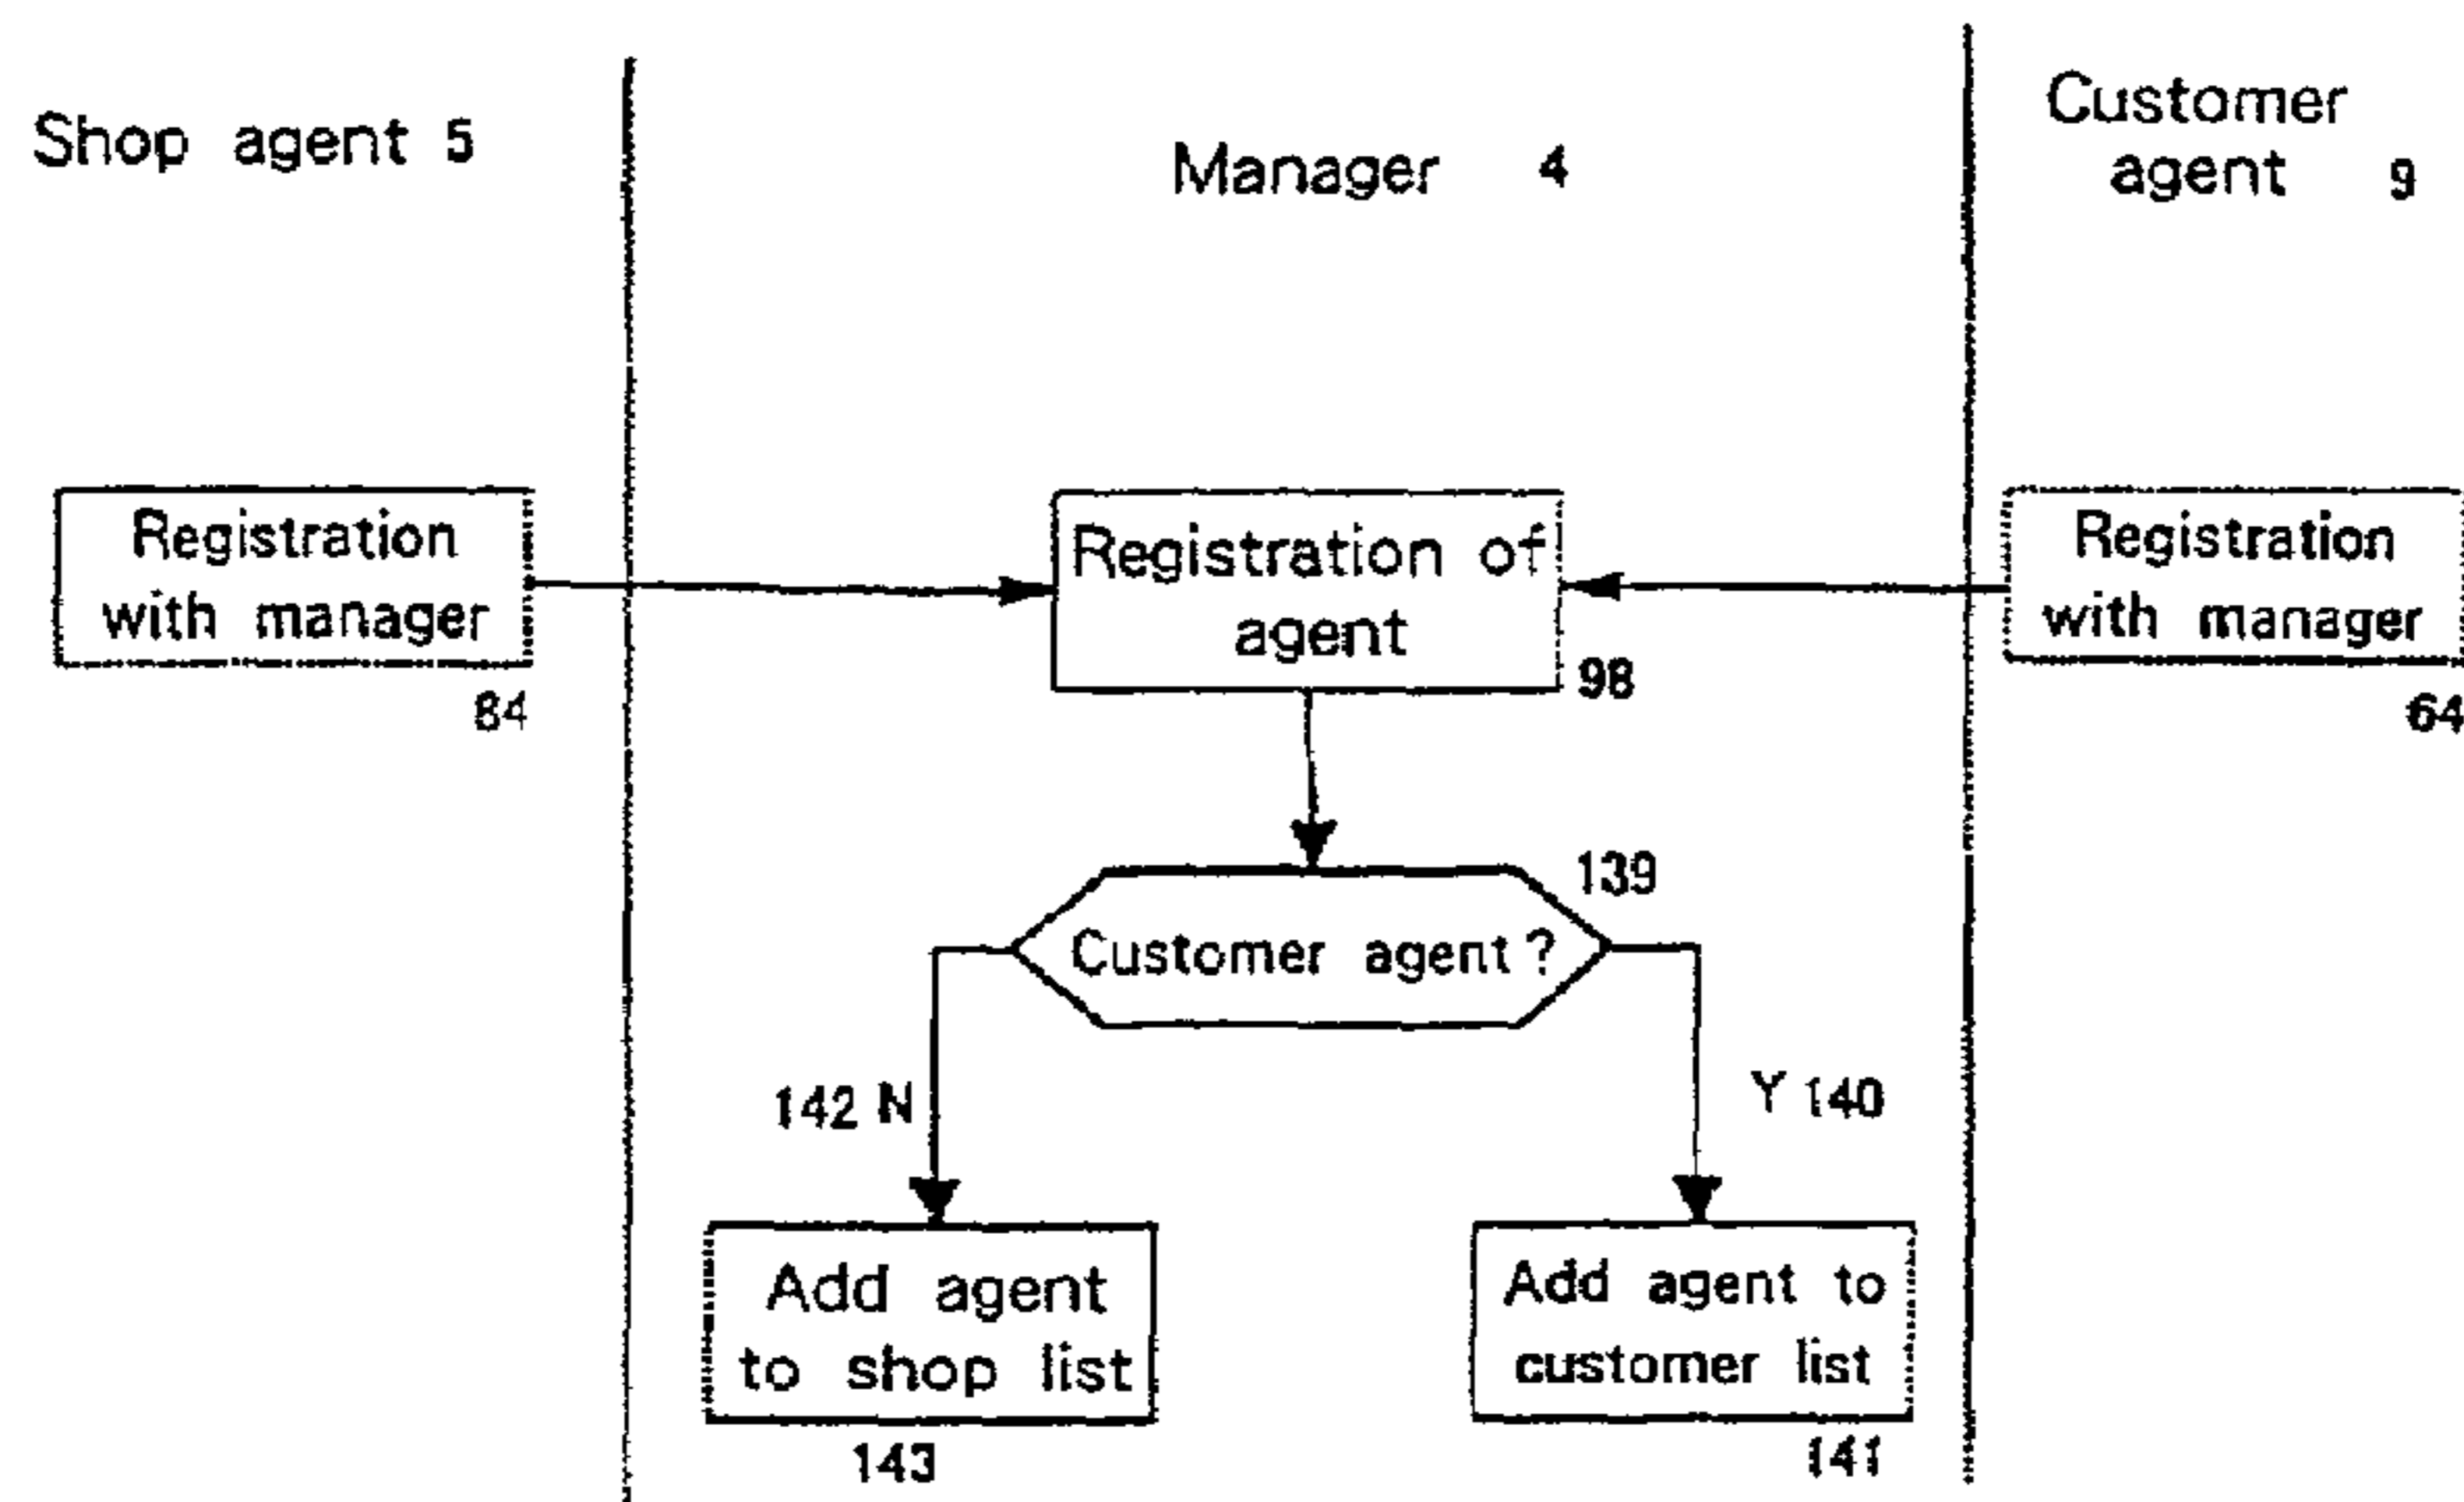 Shop agent 5
Manager 4
Customer
agent 9
Registration
with manager
84
Registration of
agent
98
Registration
with manager
64
139
Customer agent?
142 N
Y 140
Add agent
to shop list
143
Add agent to
customer list
141